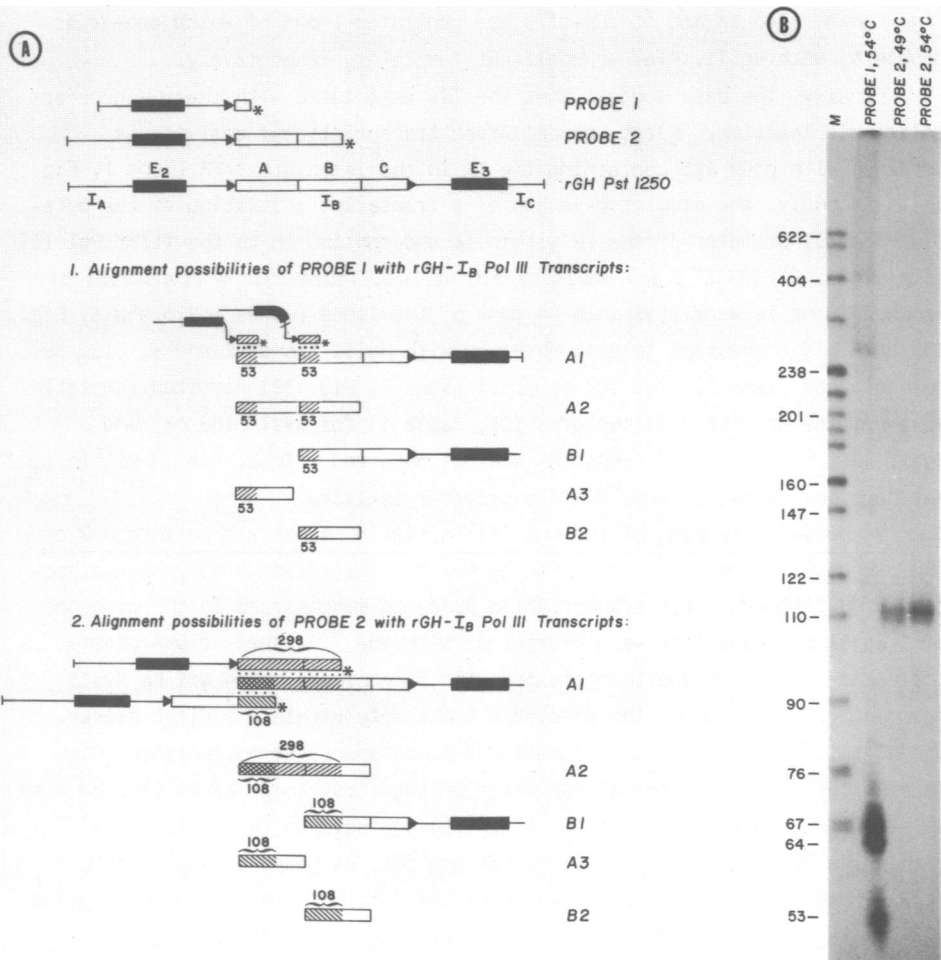 A
PROBE 1
*
PROBE 2
*
E2 A B C E3 rGH Pst 1250
IA IB IC
1. Alignment possibilities of PROBE 1 with rGH-IB Pol III Transcripts:
* *
A1
53 53
A2
53 53
B1
53
A3
53
B2
53
2. Alignment possibilities of PROBE 2 with rGH-IB Pol III Transcripts:
298
*
A1
*
108
298
A2
108
108
B1
108
A3
108
B2
B
M
PROBE 1, 54°C
PROBE 2, 49°C
PROBE 2, 54°C
622–
404–
238–
201–
160–
147–
122–
110–
90–
76–
67–
64–
53–